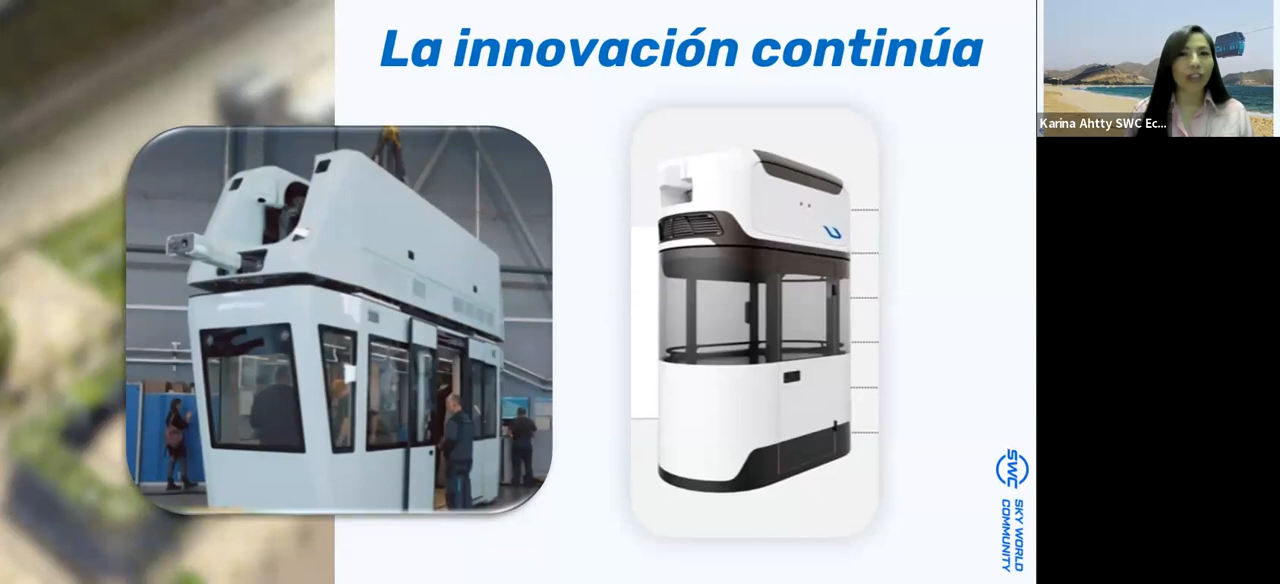 La innovación continúa
Karina Ahtty SWC Ec...
SWC
SKY WORLD
COMMUNITY